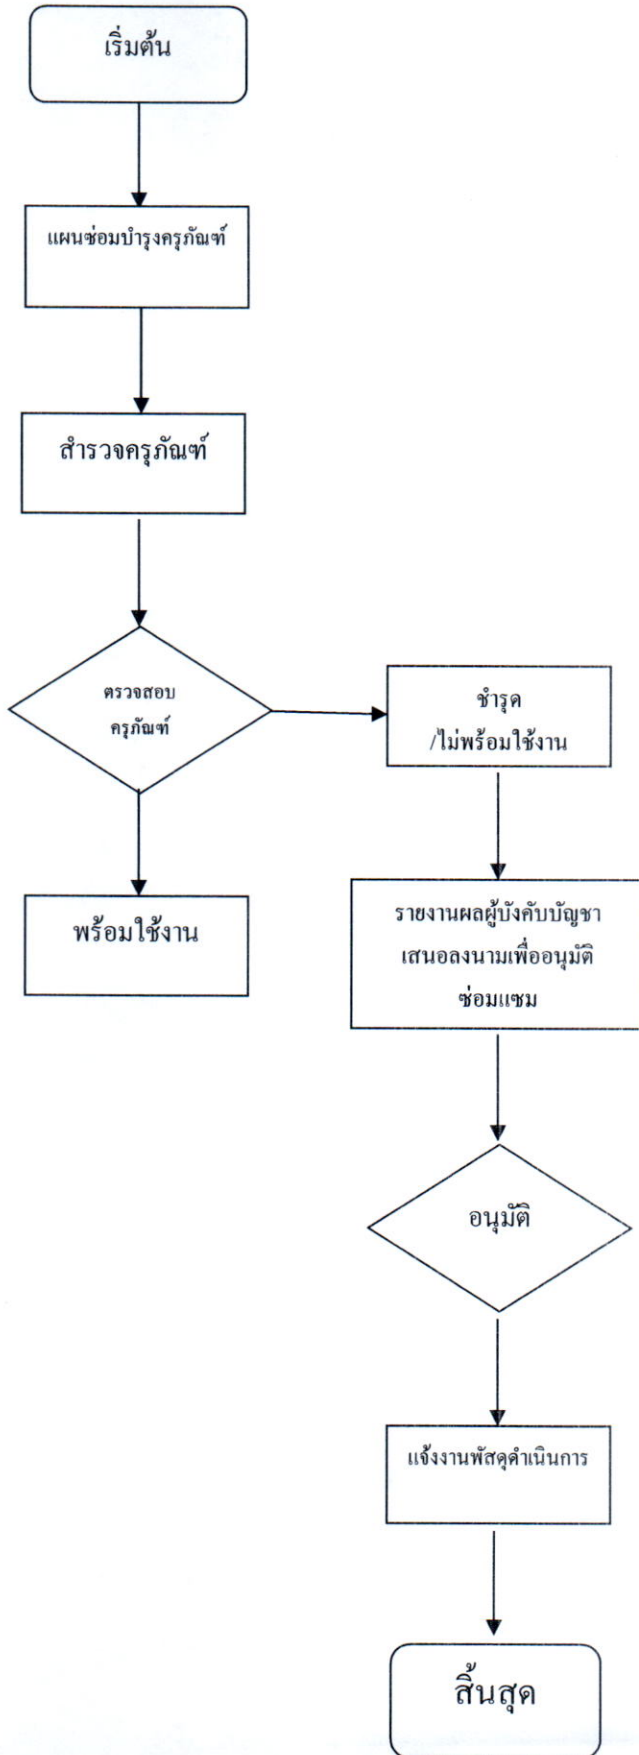 เริ่มต้น
แผนซ่อมบำรุงครุภัณฑ์
สำรวจครุภัณฑ์
ตรวจสอบ
ครุภัณฑ์
ชำรุด
/ไม่พร้อมใช้งาน
พร้อมใช้งาน
รายงานผลผู้บังคับบัญชา
เสนอลงนามเพื่ออนุมัติ
ซ่อมแซม
อนุมัติ
แจ้งงานพัสดุดำเนินการ
สิ้นสุด